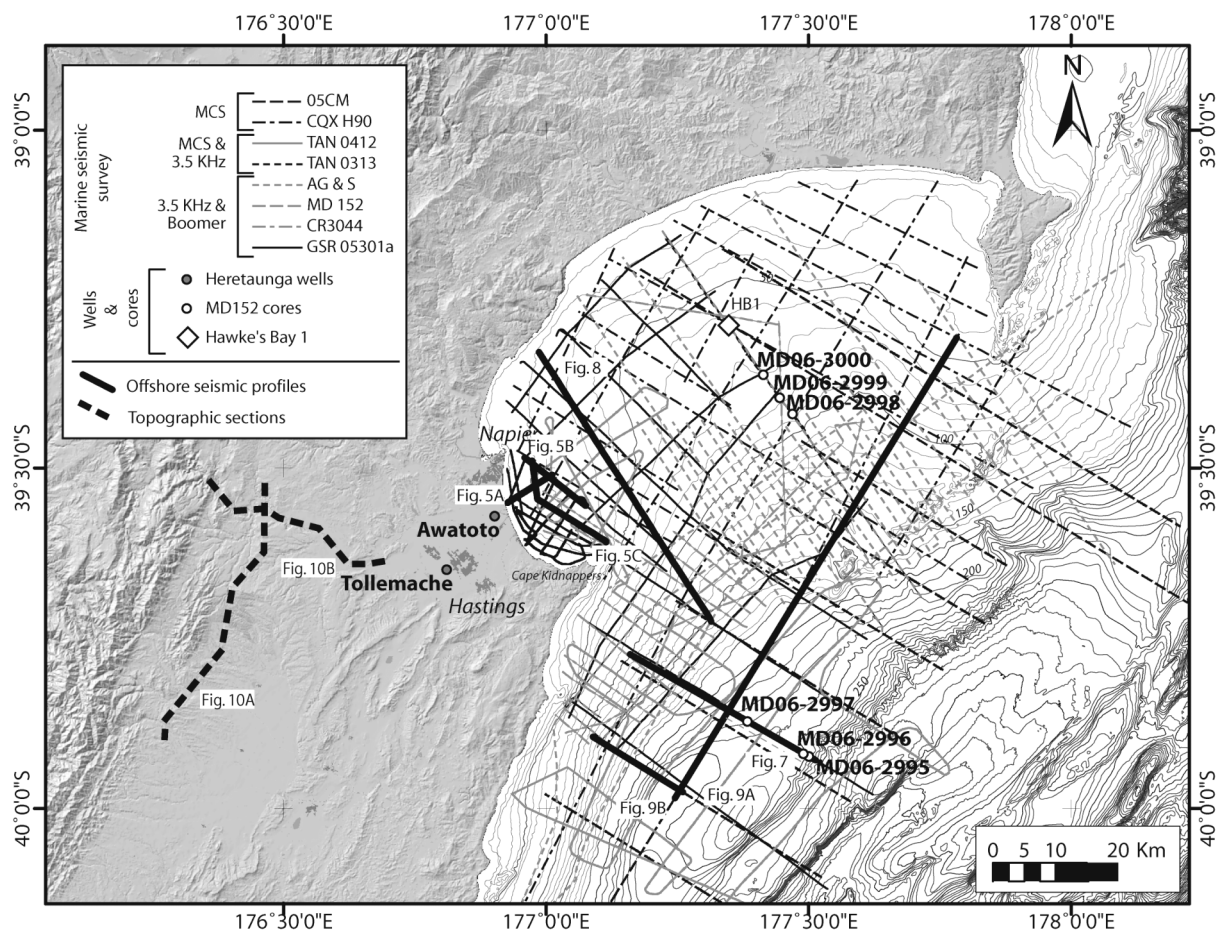 176°30'0"E
177°0'0"E
177°30'0"E
178°0'0"E
39°0'0"S
39°0'0"S
39°30'0"S
39°30'0"S
40°0'0"S
40°0'0"S
N
Marine seismic
survey
MCS
05CM
CQX H90
MCS &
3.5 KHz
TAN 0412
TAN 0313
3.5 KHz &
Boomer
AG & S
MD 152
CR3044
GSR 05301a
Wells
&
cores
Heretaunga wells
MD152 cores
Hawke's Bay 1
Offshore seismic profiles
Topographic sections
50
HB1
MD06-3000
MD06-2999
MD06-2998
Fig. 8
100
Napier
Fig. 5B
Fig. 5A
150
Awatoto
Fig. 5C
Fig. 10B
Cape Kidnappers
200
Tollemache
Hastings
250
Fig. 10A
MD06-2997
MD06-2996
Fig. 7
MD06-2995
Fig. 9A
Fig. 9B
0 5 10 20 Km
176°30'0"E
177°0'0"E
177°30'0"E
178°0'0"E